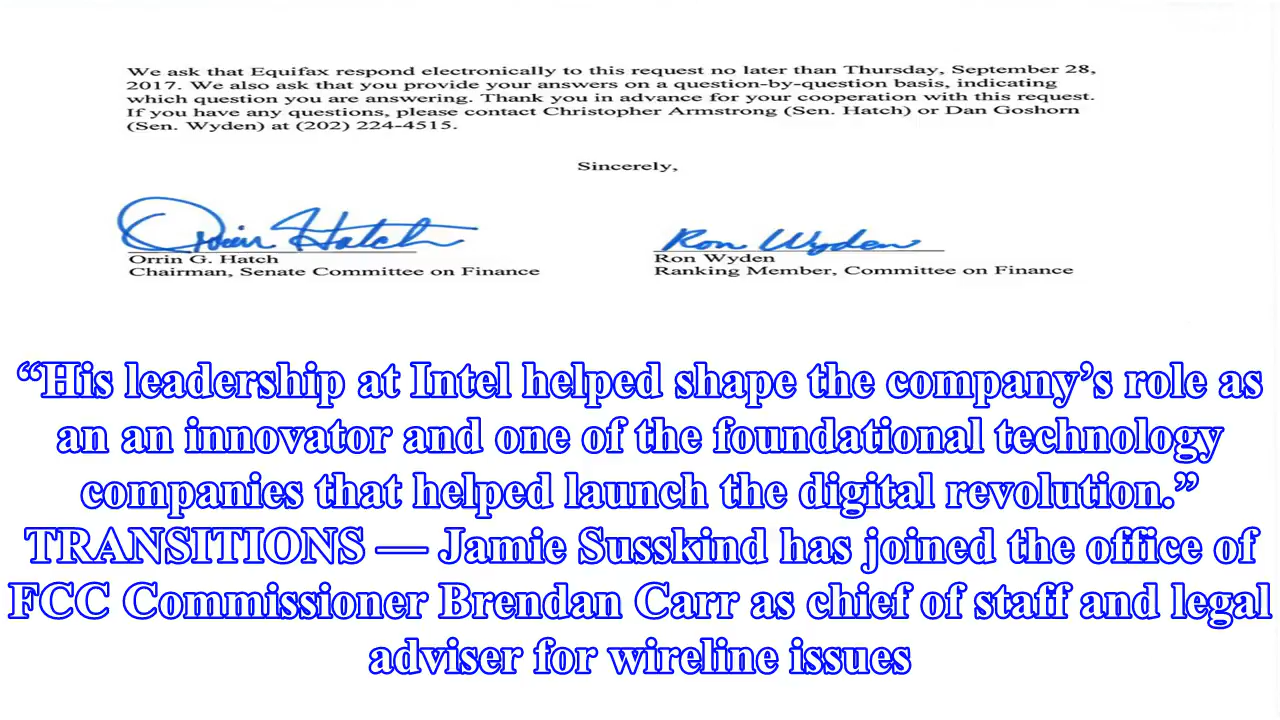 We ask that Equifax respond electronically to this request no later than Thursday, September 28,
2017. We also ask that you provide your answers on a question-by-question basis, indicating
which question you are answering. Thank you in advance for your cooperation with this request.
If you have any questions, please contact Christopher Armstrong (Sen. Hatch) or Dan Goshorn
(Sen. Wyden) at (202) 224-4515.
Sincerely,
Orrin Hatch
Ron Wyden
Orrin G. Hatch
Chairman, Senate Committee on Finance
Ron Wyden
Ranking Member, Committee on Finance
“His leadership at Intel helped shape the company’s role as
an an innovator and one of the foundational technology
companies that helped launch the digital revolution.”
TRANSITIONS — Jamie Susskind has joined the office of
FCC Commissioner Brendan Carr as chief of staff and legal
adviser for wireline issues